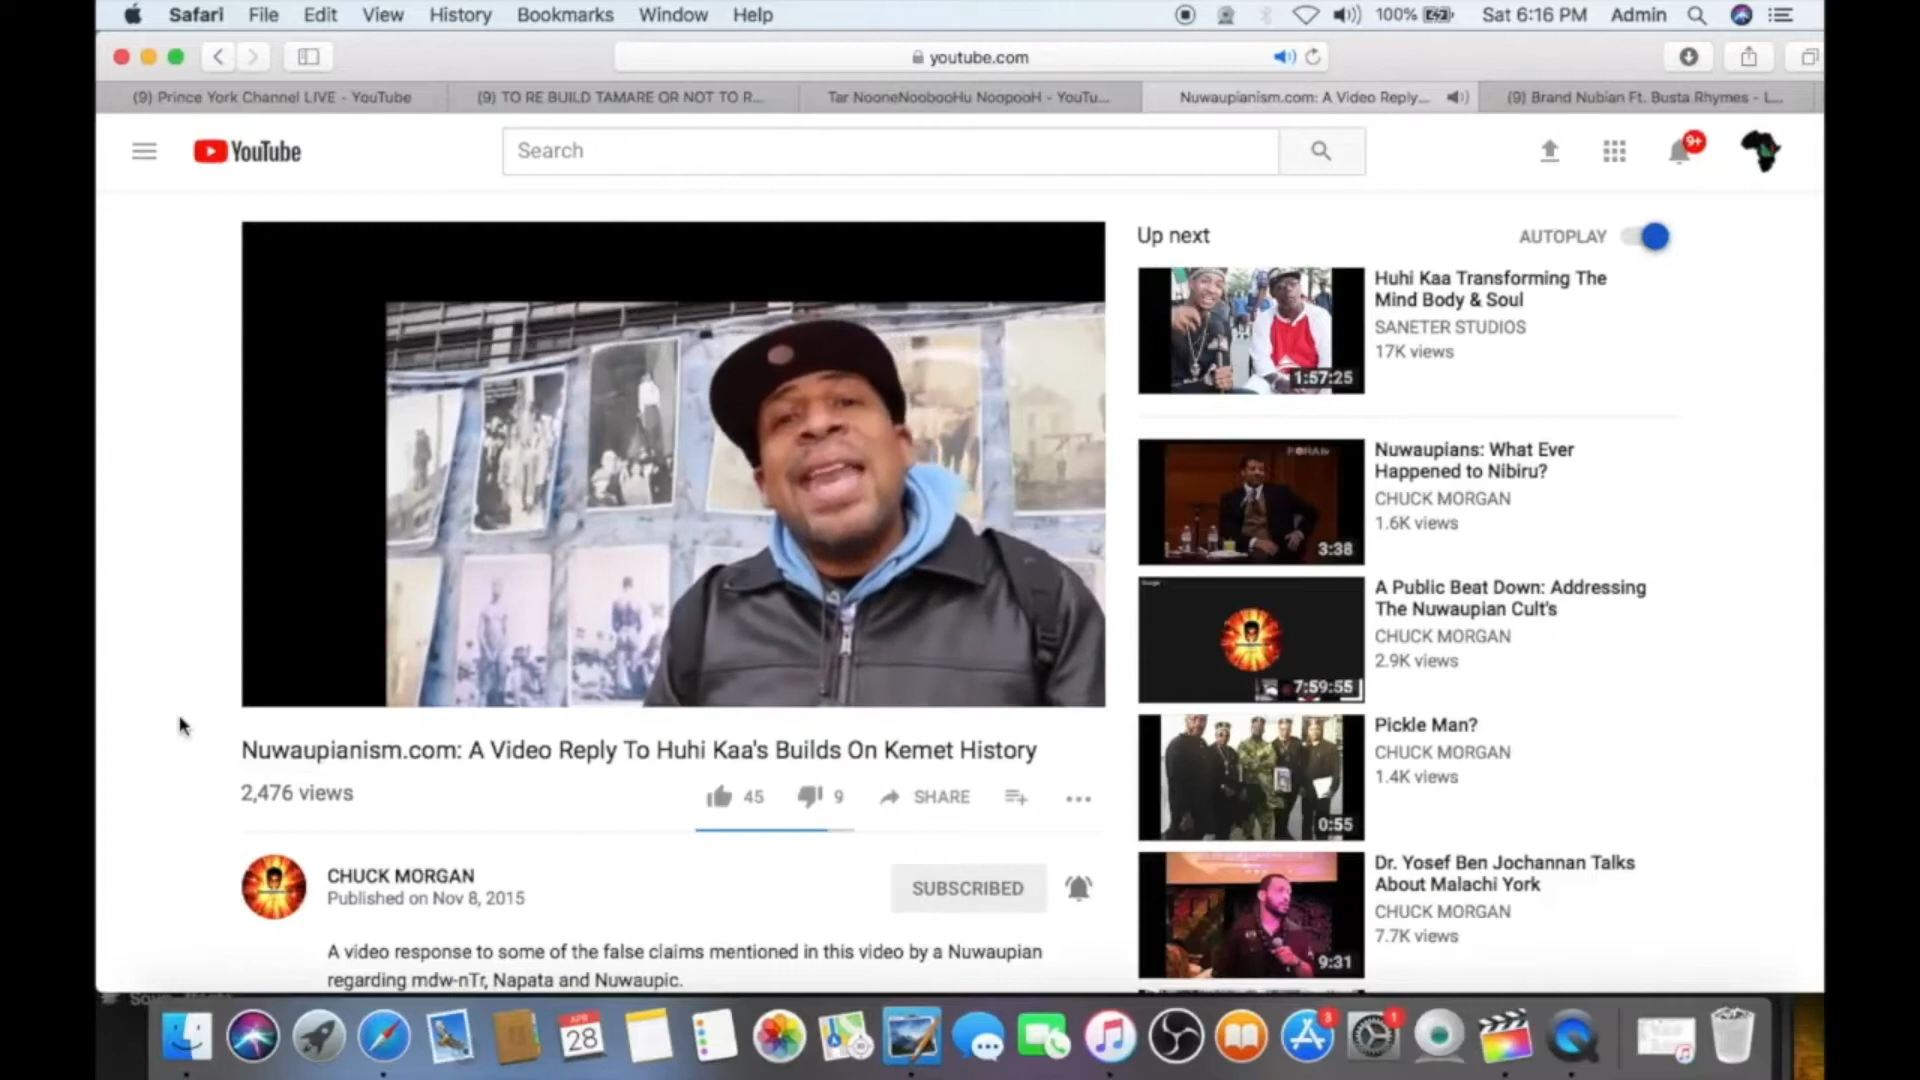 Safari File Edit View History Bookmarks Window Help
100%
Sat 6:16 PM Admin
youtube.com
(9) Prince York Channel LIVE - YouTube
(9) TO RE BUILD TAMARE OR NOT TO R...
Tar NooneNoobooHu NoopooH - YouTu...
Nuwaupianism.com: A Video Reply...
(9) Brand Nubian Ft. Busta Rhymes - L...
YouTube
Search
9+
Up next
AUTOPLAY
Huhi Kaa Transforming The
Mind Body & Soul
SANETER STUDIOS
17K views
1:57:25
Nuwaupians: What Ever
Happened to Nibiru?
CHUCK MORGAN
1.6K views
FORA.tv
3:38
A Public Beat Down: Addressing
The Nuwaupian Cult's
CHUCK MORGAN
2.9K views
7:59:55
Pickle Man?
CHUCK MORGAN
1.4K views
0:55
Dr. Yosef Ben Jochannan Talks
About Malachi York
CHUCK MORGAN
7.7K views
9:31
Nuwaupianism.com: A Video Reply To Huhi Kaa's Builds On Kemet History
2,476 views
45
9
SHARE
CHUCK MORGAN
Published on Nov 8, 2015
SUBSCRIBED
A video response to some of the false claims mentioned in this video by a Nuwaupian
regarding mdw-nTr, Napata and Nuwaupic.
APR
28
3
1